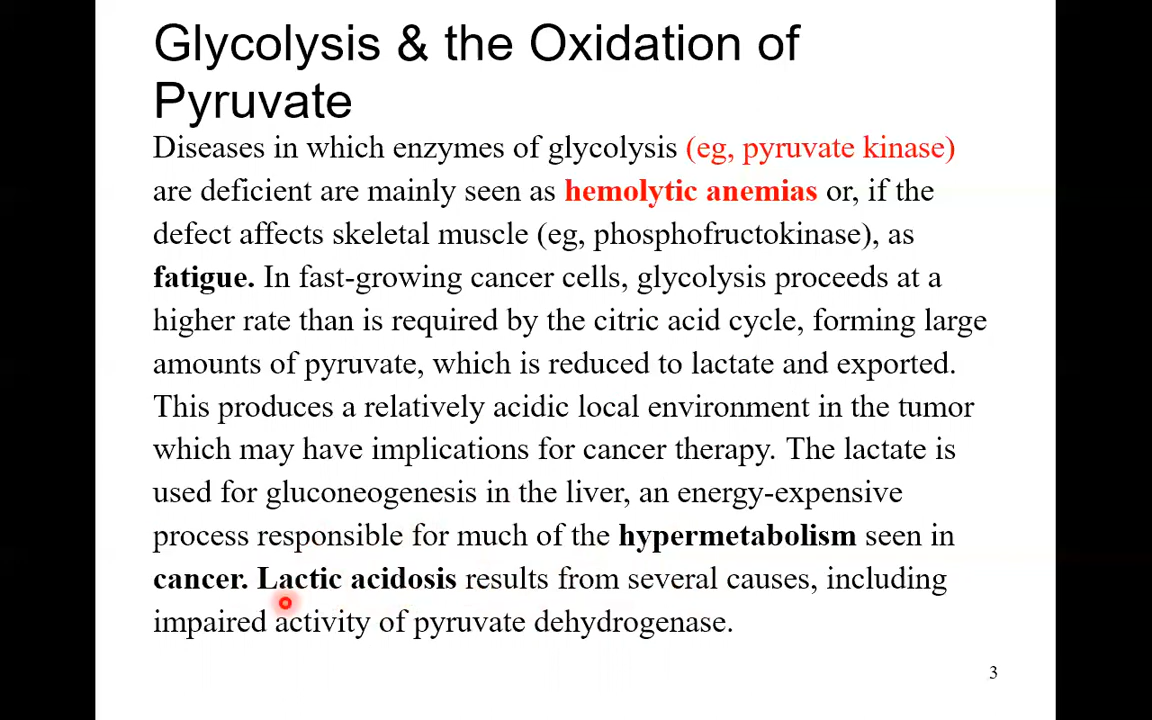 Glycolysis & the Oxidation of
Pyruvate
Diseases in which enzymes of glycolysis (eg, pyruvate kinase)
are deficient are mainly seen as hemolytic anemias or, if the
defect affects skeletal muscle (eg, phosphofructokinase), as
fatigue. In fast-growing cancer cells, glycolysis proceeds at a
higher rate than is required by the citric acid cycle, forming large
amounts of pyruvate, which is reduced to lactate and exported.
This produces a relatively acidic local environment in the tumor
which may have implications for cancer therapy. The lactate is
used for gluconeogenesis in the liver, an energy-expensive
process responsible for much of the hypermetabolism seen in
cancer. Lactic acidosis results from several causes, including
impaired activity of pyruvate dehydrogenase.
3